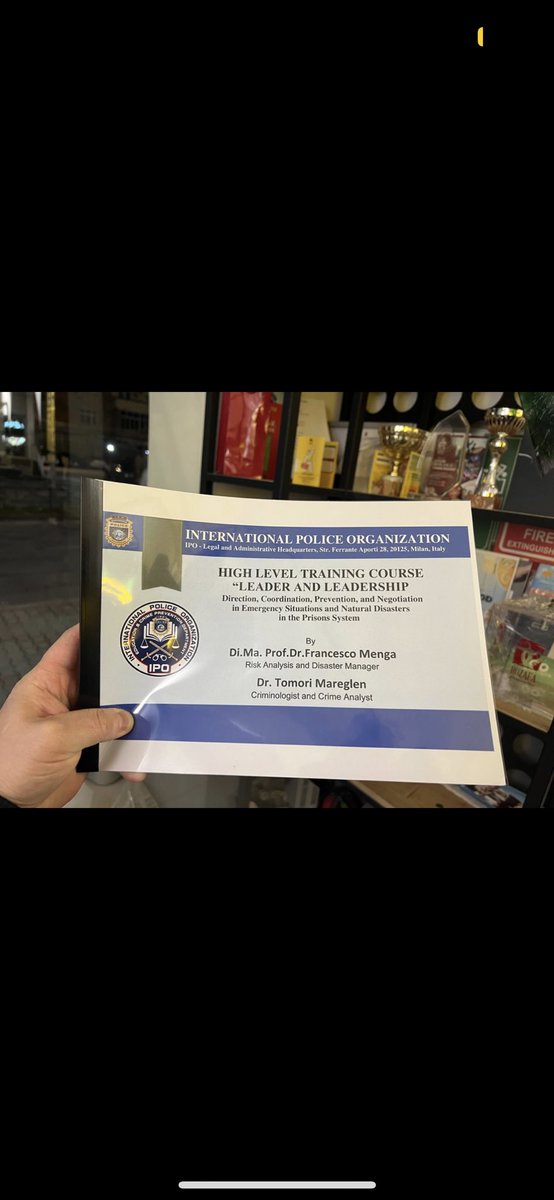 INTERNATIONAL POLICE ORGANIZATION
IPO - Legal and Administrative Headquarters, Str. Ferrante Aporti 28, 20125, Milan, Italy
HIGH LEVEL TRAINING COURSE
“LEADER AND LEADERSHIP
Direction, Coordination, Prevention, and Negotiation
in Emergency Situations and Natural Disasters
in the Prisons System
By
Di.Ma. Prof.Dr.Francesco Menga
Risk Analysis and Disaster Manager
Dr. Tomori Mareglen
Criminologist and Crime Analyst
INTERNATIONAL POLICE ORGANIZATION
IPO
FIRE
EXTINGUISHER